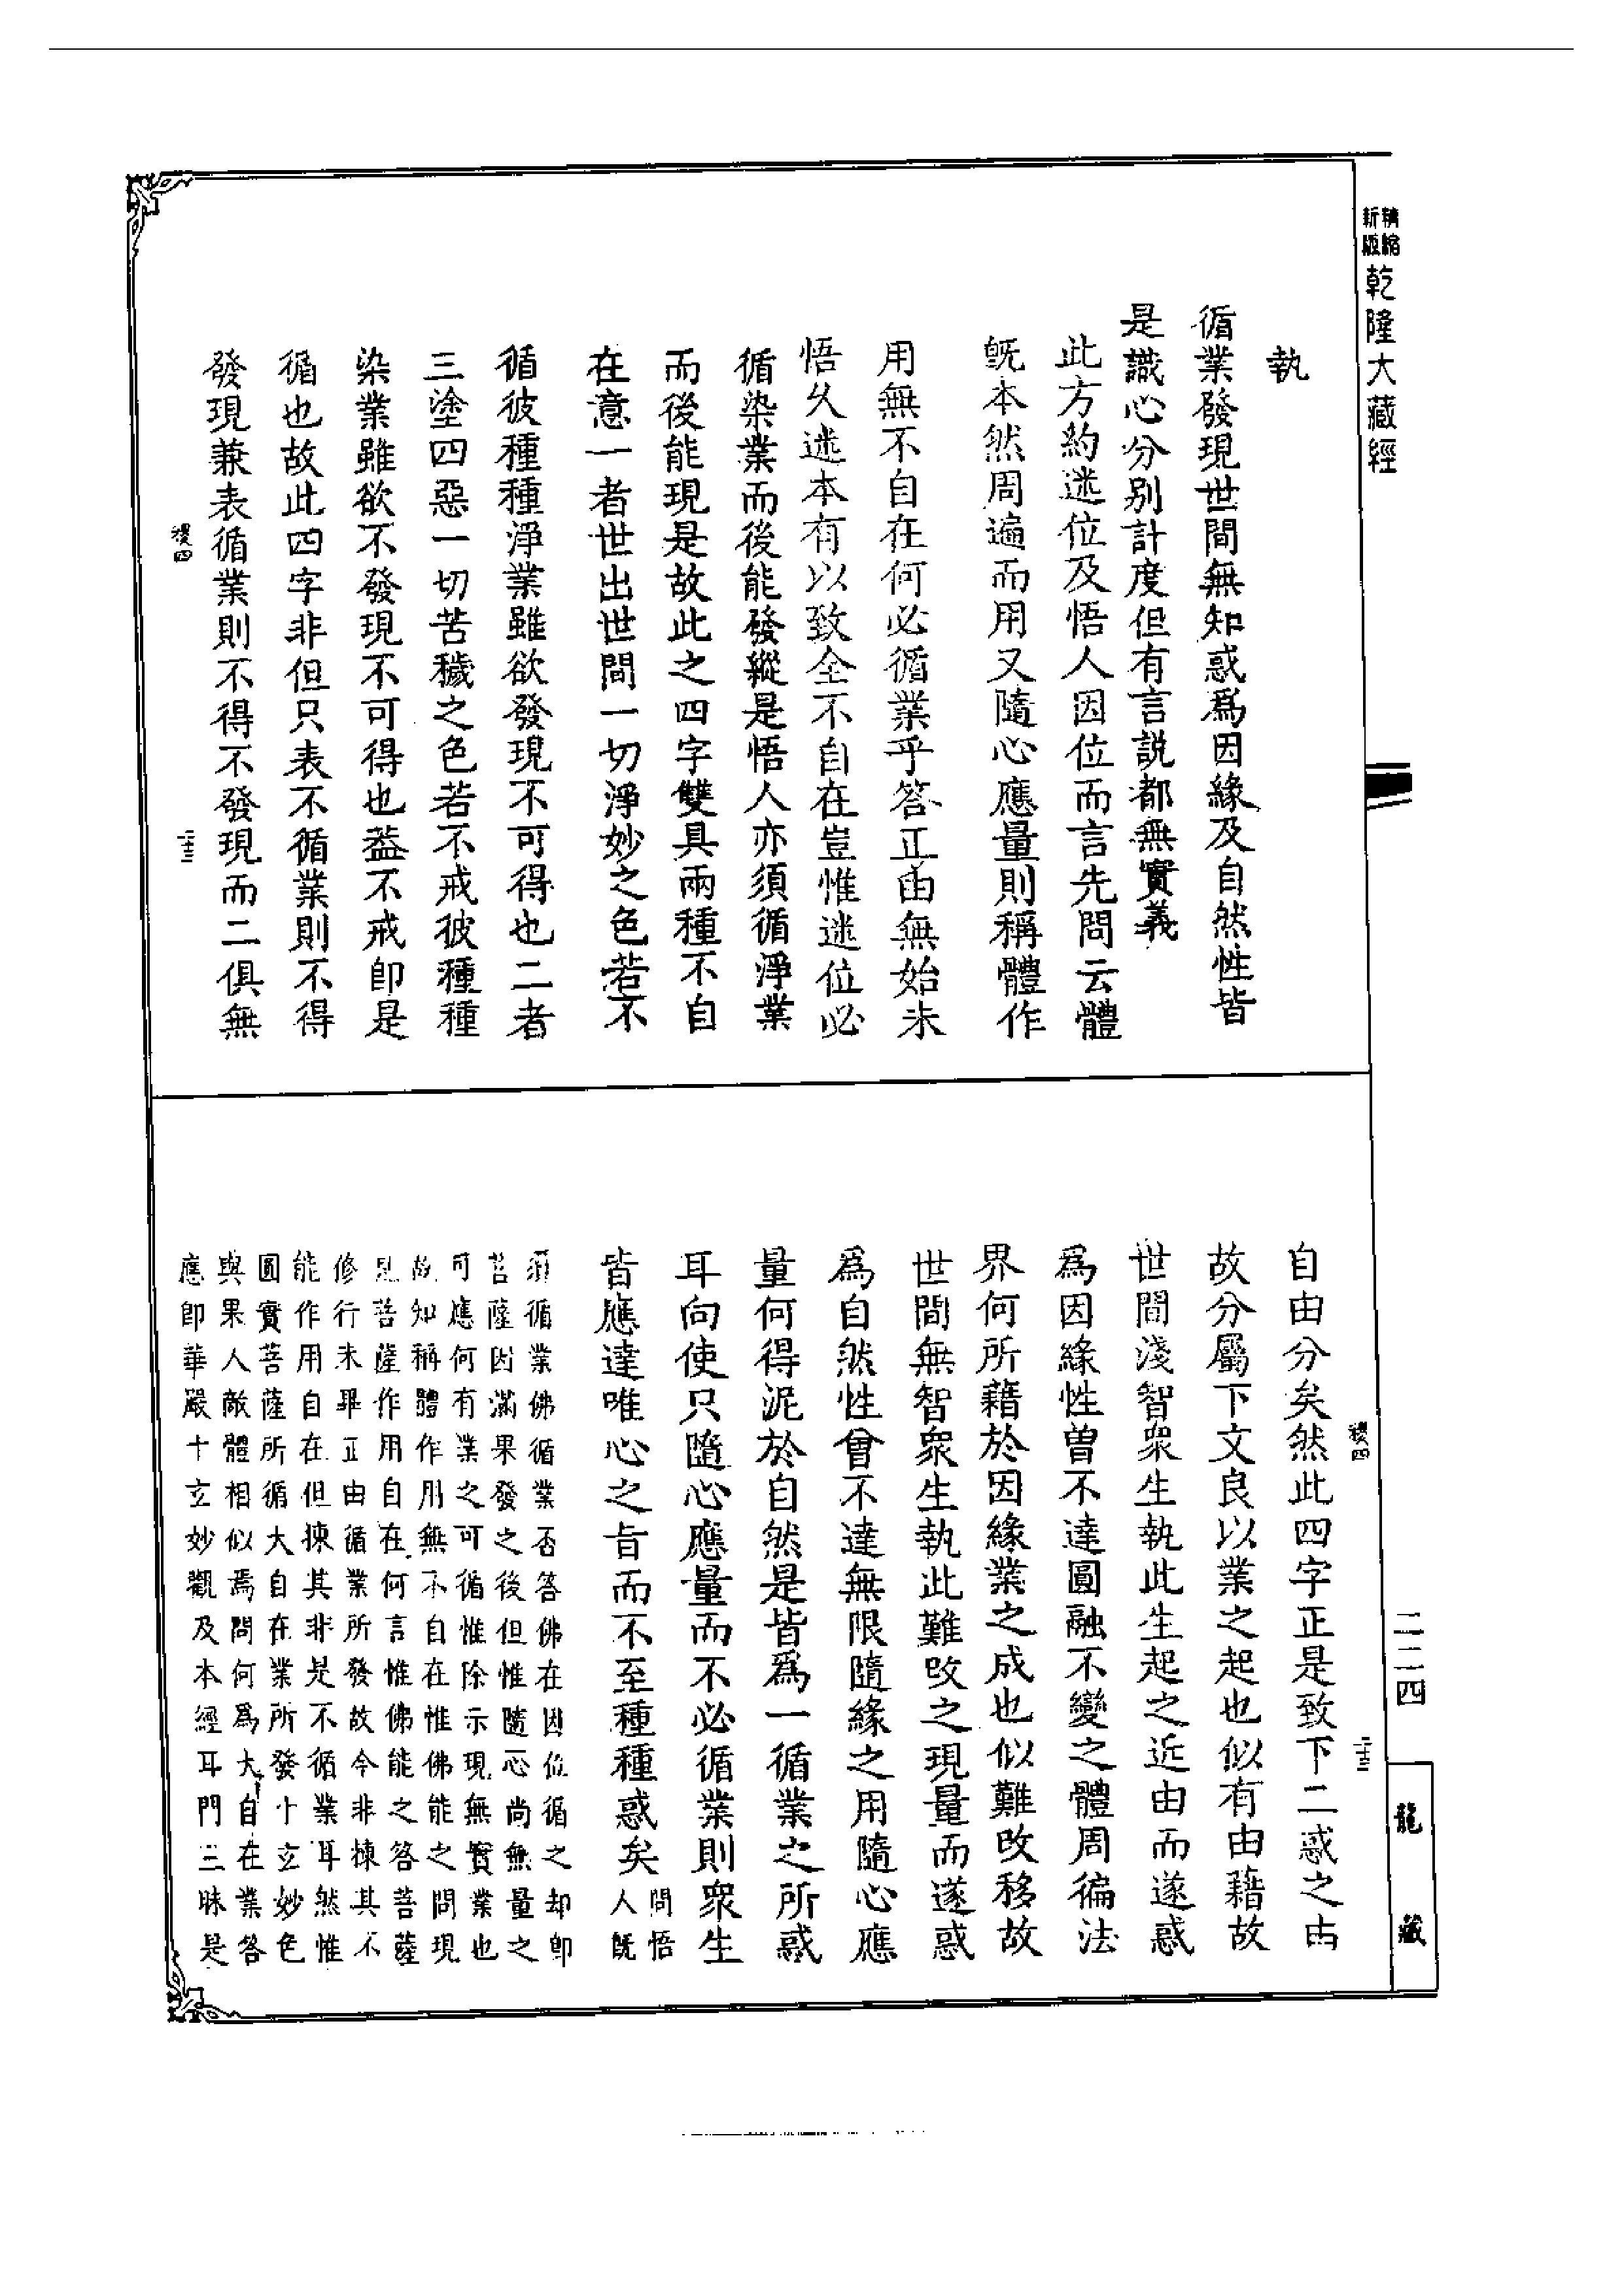 精縮新版乾隆大藏經
執
循業發現世間無知惑爲因緣及自然性皆
是識心分別計度但有言説都無實義
此方約迷位及悟人因位而言先問云體
旣本然周遍而用又隨心應量則稱體作
用無不自在何必循業乎答正由無始未
悟久迷本有以致全不自在豈惟迷位必
循染業而後能發縱是悟人亦須循淨業
而後能現是故此之四字雙具兩種不自
在意一者世出世間一切淨妙之色若不
循彼種種淨業雖欲發現不可得也二者
三塗四惡一切苦穢之色若不戒彼種種
染業雖欲不發現不可得也葢不戒卽是
循也故此四字非但只表不循業則不得
發現兼表循業則不得不發現而二俱無
稷四
二十三
稷四
二十三
自由分矣然此四字正是致下二惑之由
故分屬下文良以業之起也似有由藉故
世間淺智衆生執此生起之近由而遂惑
爲因緣性曾不達圓融不變之體周徧法
界何所藉於因緣業之成也似難改移故
世間無智衆生執此難改之現量而遂惑
爲自然性曾不達無限隨緣之用隨心應
量何得泥於自然是皆爲一循業之所惑
耳向使只隨心應量而不必循業則衆生
皆應達唯心之旨而不至種種惑矣問悟
人旣
須循業佛循業否答佛在因位循之却卽
菩薩因滿果發之後但惟隨心尚無量之
可應何有業之可循惟除示現無實業也
故知稱體作用無不自在惟佛能之問現
見菩薩作用自在何言惟佛能之答菩薩
修行未畢正由循業所發故今非揀其不
能作用自在但揀其非是不循業耳然惟
圓實菩薩所循大自在業所發十玄妙色
與果人敵體相似焉問何爲大自在業答
應卽華嚴十玄妙觀及本經耳門三昧是
二二四
龍藏